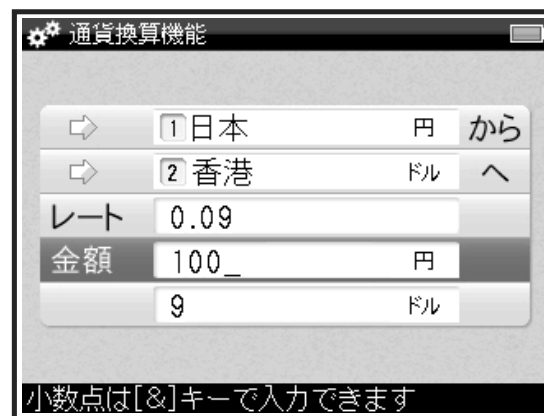 通貨換算機能
1 日本 円 から
2 香港 ドル へ
レート 0.09
金額 100_ 円
9 ドル
小数点は[&]キーで入力できます